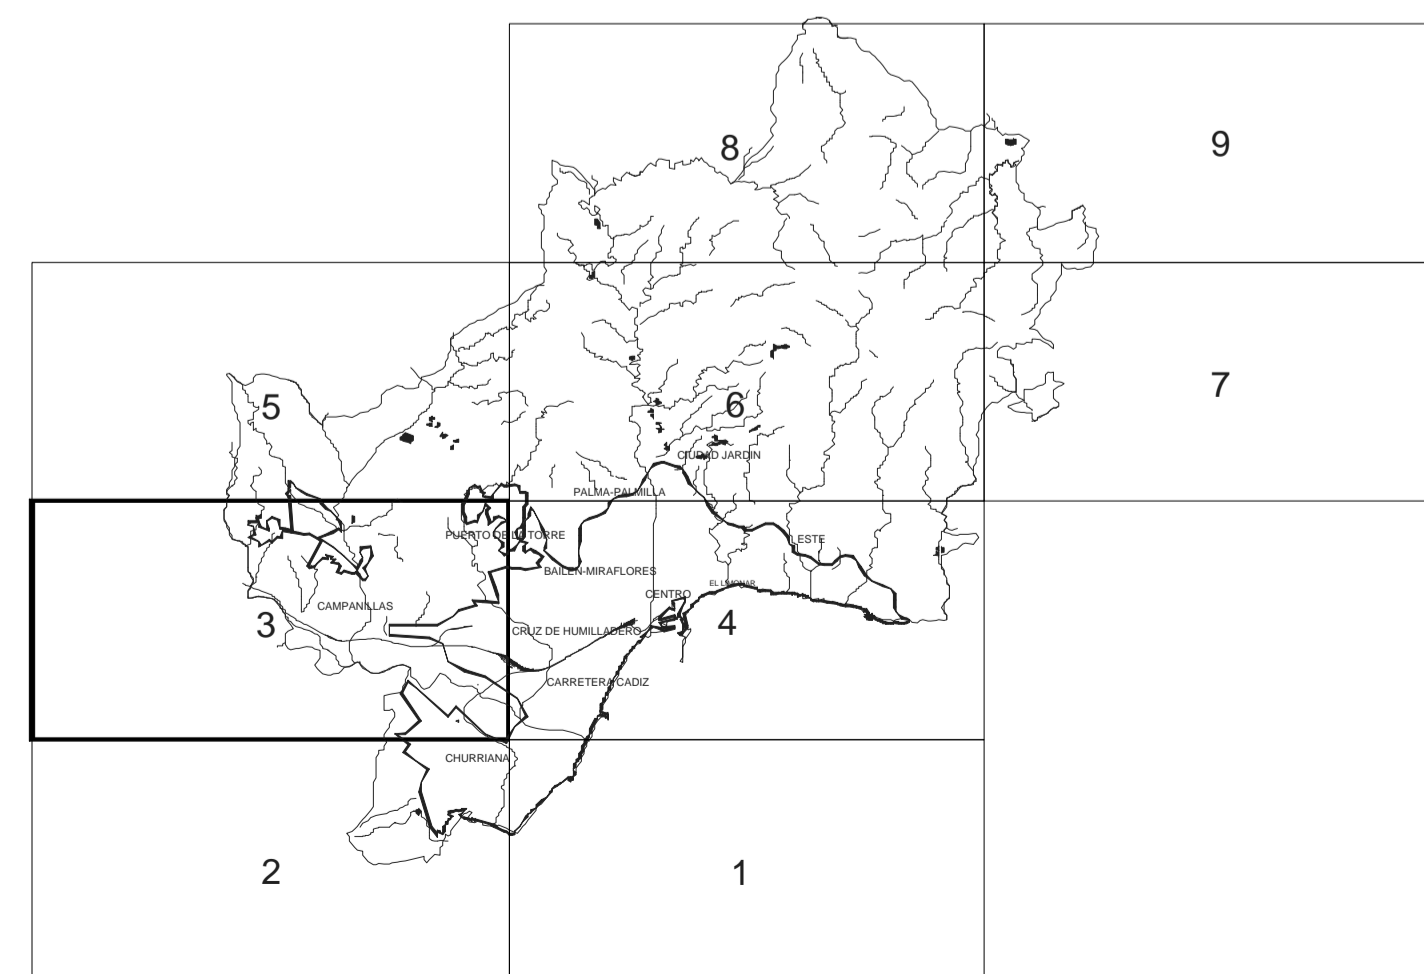 8
9
5
6
7
CIUDAD JARDIN
PALMA-PALMILLA
PUERTO DE LA TORRE
ESTE
BAILEN-MIRAFLORES
EL LIMONAR
CENTRO
CAMPANILLAS
3
4
CRUZ DE HUMILLADERO
CARRETERA CADIZ
CHURRIANA
2
1